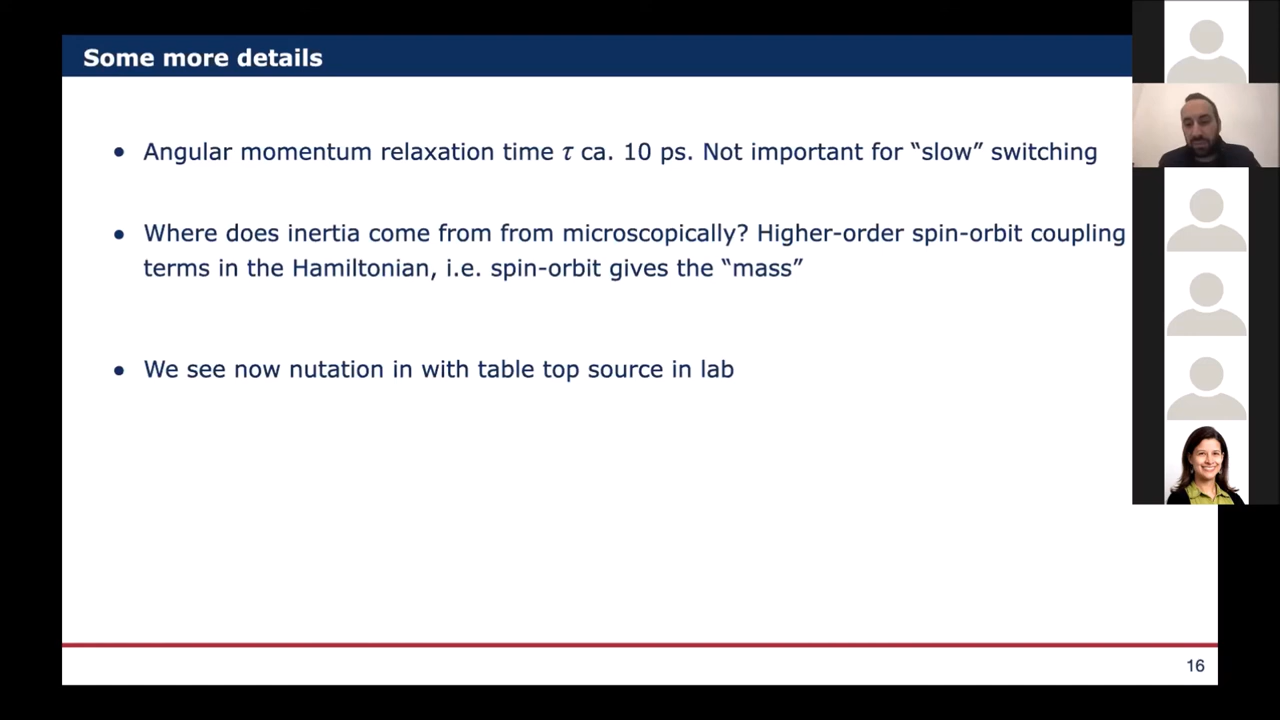 Some more details
• Angular momentum relaxation time τ ca. 10 ps. Not important for “slow” switching
• Where does inertia come from from microscopically? Higher-order spin-orbit coupling
terms in the Hamiltonian, i.e. spin-orbit gives the “mass”
• We see now nutation in with table top source in lab
16